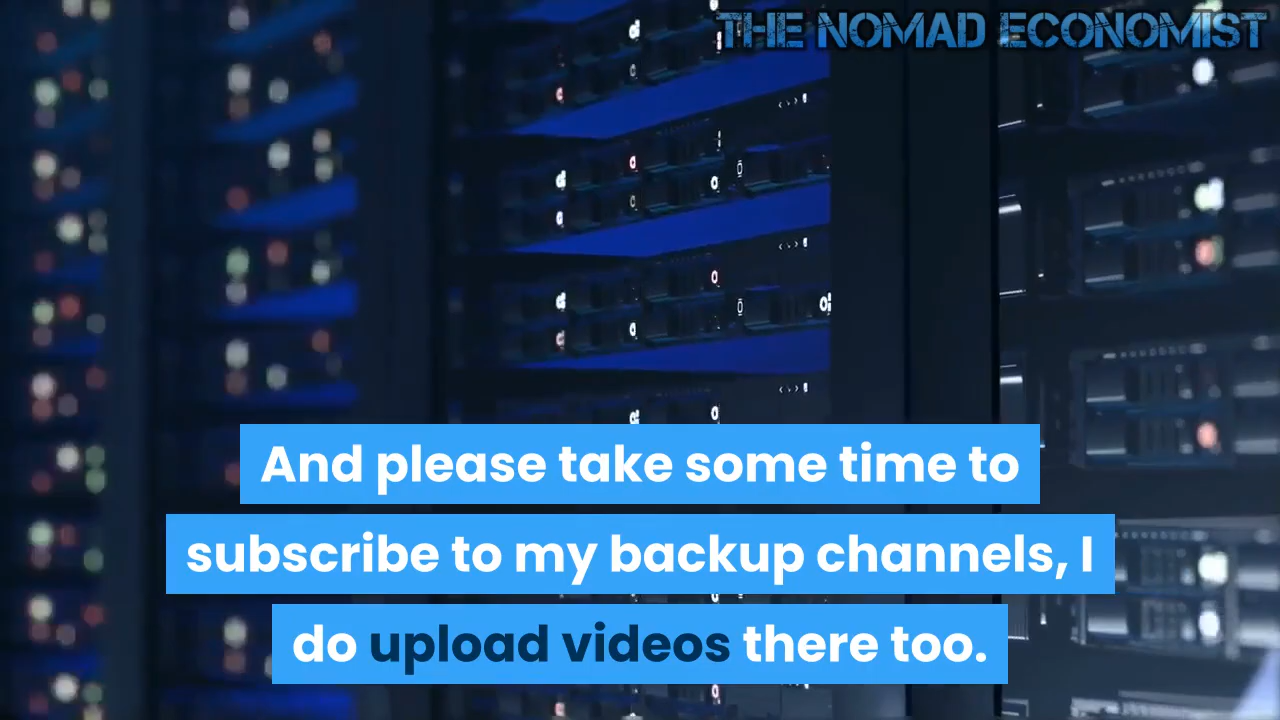 THE NOMAD ECONOMIST
And please take some time to
subscribe to my backup channels, I
do upload videos there too.